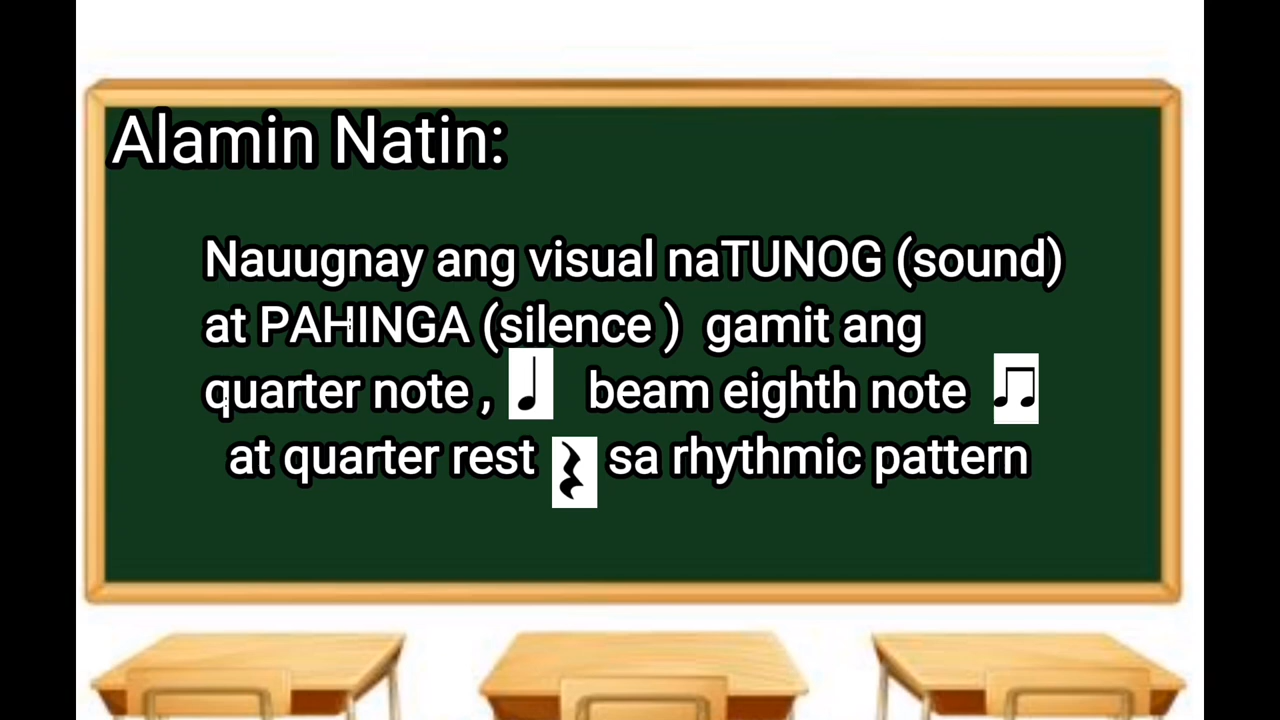 Alamin Natin:
Nauugnay ang visual naTUNOG (sound)
at PAHINGA (silence ) gamit ang
quarter note , beam eighth note
at quarter rest sa rhythmic pattern